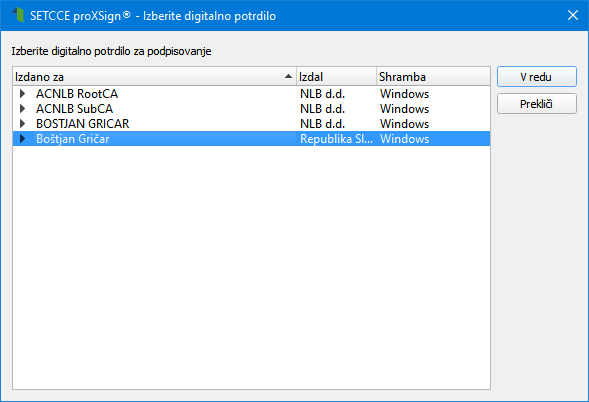 SETCCE proXSign® - Izberite digitalno potrdilo
Izberite digitalno potrdilo za podpisovanje
Izdano za Izdal Shramba
ACNLB RootCA NLB d.d. Windows
ACNLB SubCA NLB d.d. Windows
BOSTJAN GRICAR NLB d.d. Windows
Boštjan Gričar Republika Sl... Windows
V redu
Prekliči